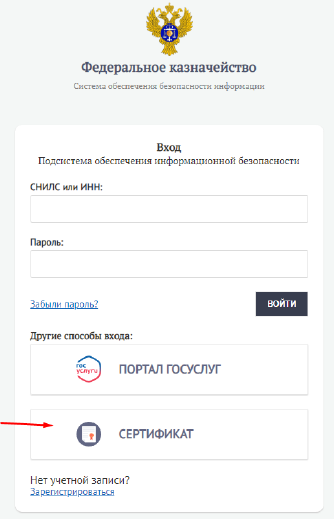 Федеральное казначейство
Система обеспечения безопасности информации
Вход
Подсистема обеспечения информационной безопасности
СНИЛС или ИНН:
Пароль:
Забыли пароль?
ВОЙТИ
Другие способы входа:
гос
услуги
ПОРТАЛ ГОСУСЛУГ
СЕРТИФИКАТ
Нет учетной записи?
Зарегистрироваться